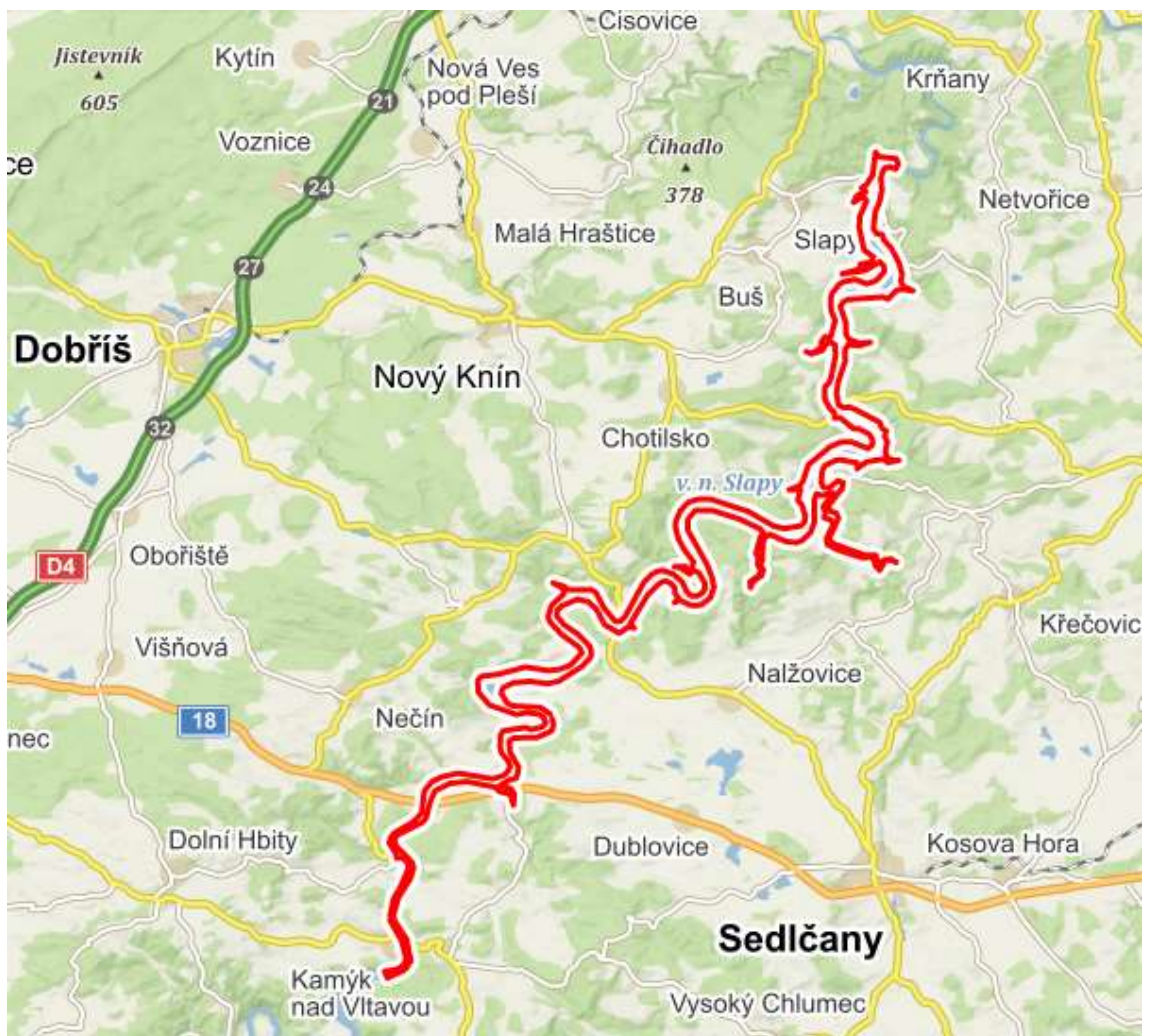 Čisovice
Jistevník
605
Kytín
Nová Ves
pod Pleší
Krňany
21
Voznice
Čihadlo
378
ce
24
Netvořice
Malá Hraštice
Slapy
27
Buš
Dobříš
Nový Knín
32
Chotilsko
v. n. Slapy
Obořiště
D4
Křečovic
Višňová
Nalžovice
18
Nečín
nec
Dolní Hbity
Dublovice
Kosova Hora
Sedlčany
Kamýk
nad Vltavou
Vysoký Chlumec